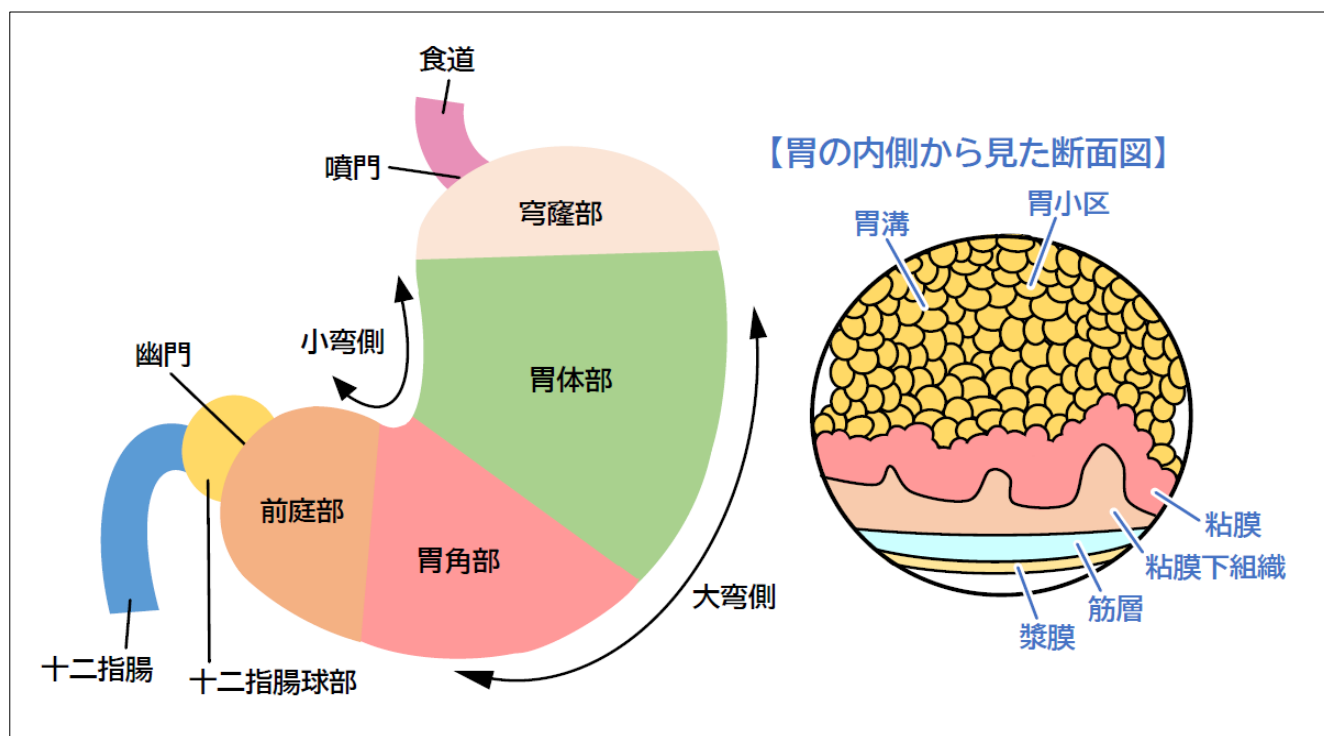 食道
噴門
穹窿部
小弯側
胃体部
幽門
前庭部
胃角部
大弯側
十二指腸
十二指腸球部
【胃の内側から見た断面図】
胃小区
胃溝
粘膜
粘膜下組織
筋層
漿膜